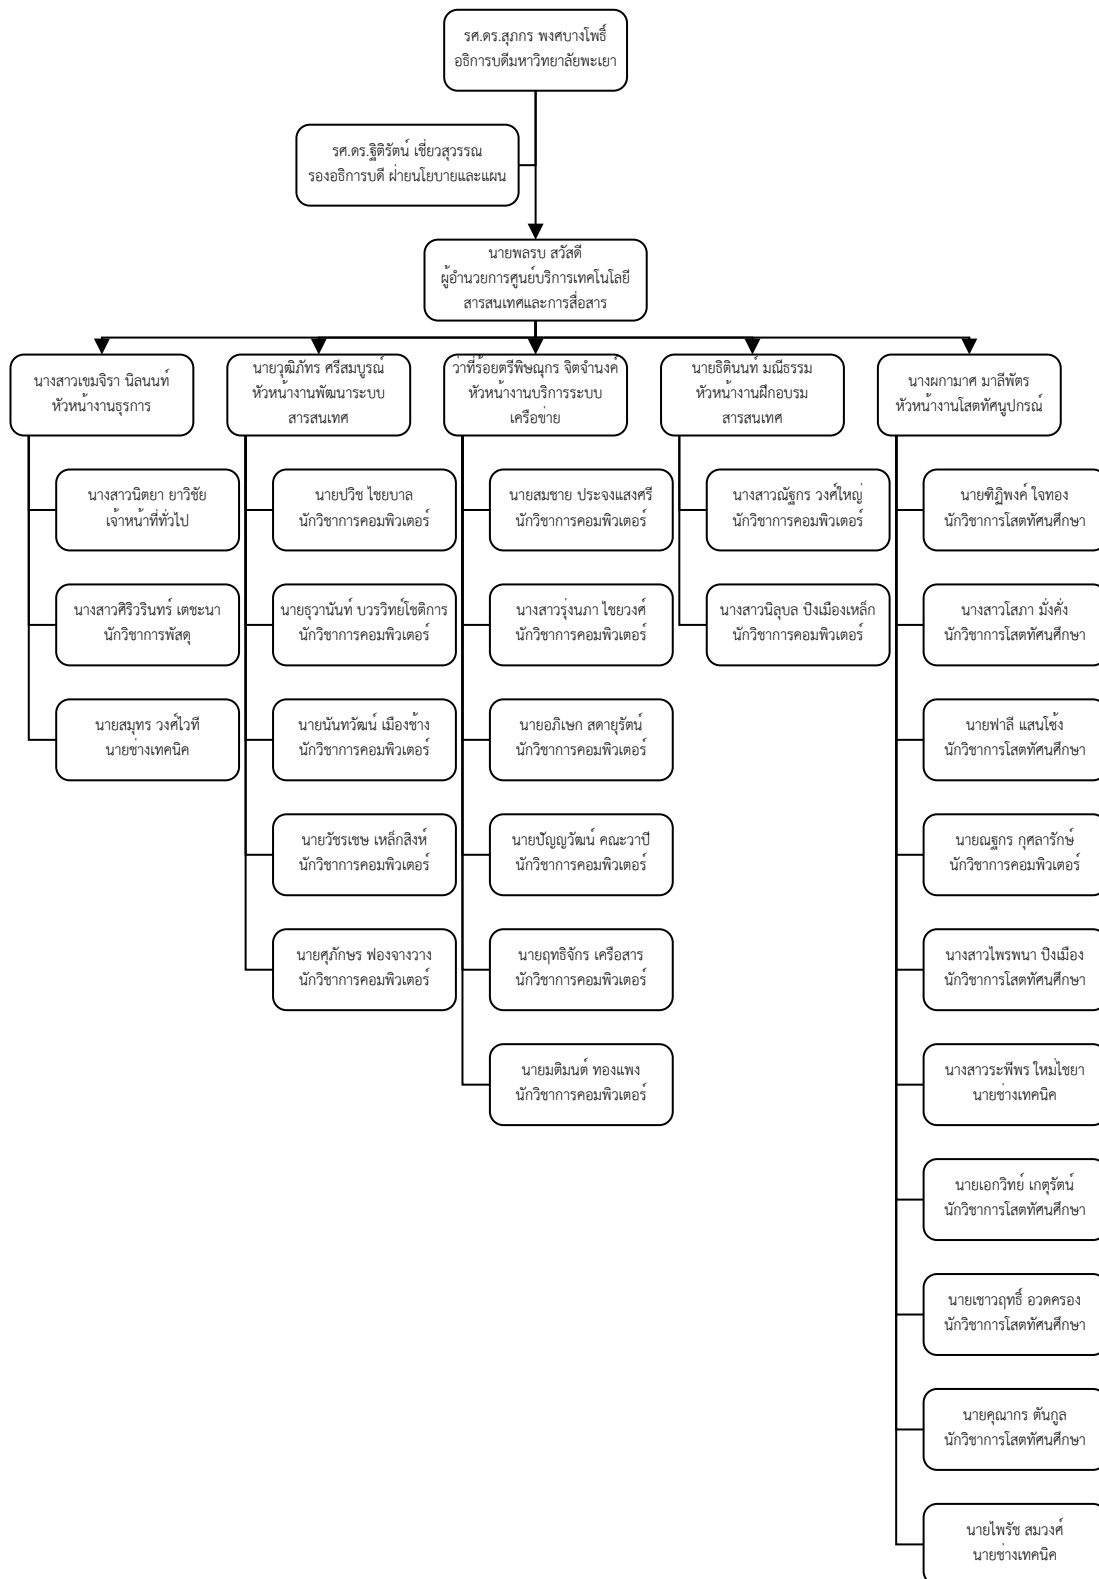 รศ.ดร.สุภกร พงศบางโพธิ์
อธิการบดีมหาวิทยาลัยพะเยา
รศ.ดร.ฐิติรัตน์ เชี่ยวสุวรรณ
รองอธิการบดี ฝ่ายนโยบายและแผน
นายพลรบ สวัสดี
ผู้อำนวยการศูนย์บริการเทคโนโลยี
สารสนเทศและการสื่อสาร
นางสาวเขมจิรา นิลนนท์
หัวหน้างานธุรการ
นางสาวนิตยา ยาวิชัย
เจ้าหน้าที่ทั่วไป
นางสาวศิริวรินทร์ เตชะนา
นักวิชาการพัสดุ
นายสมุทร วงศ์ไวที
นายช่างเทคนิค
นายวุฒิภัทร ศรีสมบูรณ์
หัวหน้างานพัฒนาระบบ
สารสนเทศ
นายปวิช ไชยบาล
นักวิชาการคอมพิวเตอร์
นายธุวานันท์ บวรวิทย์โชติการ
นักวิชาการคอมพิวเตอร์
นายนันทวัฒน์ เมืองช้าง
นักวิชาการคอมพิวเตอร์
นายวัชรเชษ เหล็กสิงห์
นักวิชาการคอมพิวเตอร์
นายศุภักษร ฟองจางวาง
นักวิชาการคอมพิวเตอร์
ว่าที่ร้อยตรีพิษณุกร จิตจำนงค์
หัวหน้างานบริการระบบ
เครือข่าย
นายสมชาย ประจงแสงศรี
นักวิชาการคอมพิวเตอร์
นางสาวรุ่งนภา ไชยวงศ์
นักวิชาการคอมพิวเตอร์
นายอภิเษก สดายุรัตน์
นักวิชาการคอมพิวเตอร์
นายปัญญวัฒน์ คณะวาปี
นักวิชาการคอมพิวเตอร์
นายฤทธิจักร เครือสาร
นักวิชาการคอมพิวเตอร์
นายมติมนต์ ทองแพง
นักวิชาการคอมพิวเตอร์
นายธิตินนท์ มณีธรรม
หัวหน้างานฝึกอบรม
สารสนเทศ
นางสาวณัฐกร วงศ์ใหญ่
นักวิชาการคอมพิวเตอร์
นางสาวนิลุบล ปิงเมืองเหล็ก
นักวิชาการคอมพิวเตอร์
นางผกามาศ มาลีพัตร
หัวหน้างานโสตทัศนูปกรณ์
นายฑิฏิพงค์ ใจทอง
นักวิชาการโสตทัศนศึกษา
นางสาวโสภา มั่งคั่ง
นักวิชาการโสตทัศนศึกษา
นายฟาลี แสนโซ้ง
นักวิชาการโสตทัศนศึกษา
นายณฐกร กุศลารักษ์
นักวิชาการคอมพิวเตอร์
นางสาวไพรพนา ปิงเมือง
นักวิชาการโสตทัศนศึกษา
นางสาวระพีพร ใหม่ไชยา
นายช่างเทคนิค
นายเอกวิทย์ เกตุรัตน์
นักวิชาการโสตทัศนศึกษา
นายเชาวฤทธิ์ อวดครอง
นักวิชาการโสตทัศนศึกษา
นายคุณากร ตันกูล
นักวิชาการโสตทัศนศึกษา
นายไพรัช สมวงศ์
นายช่างเทคนิค